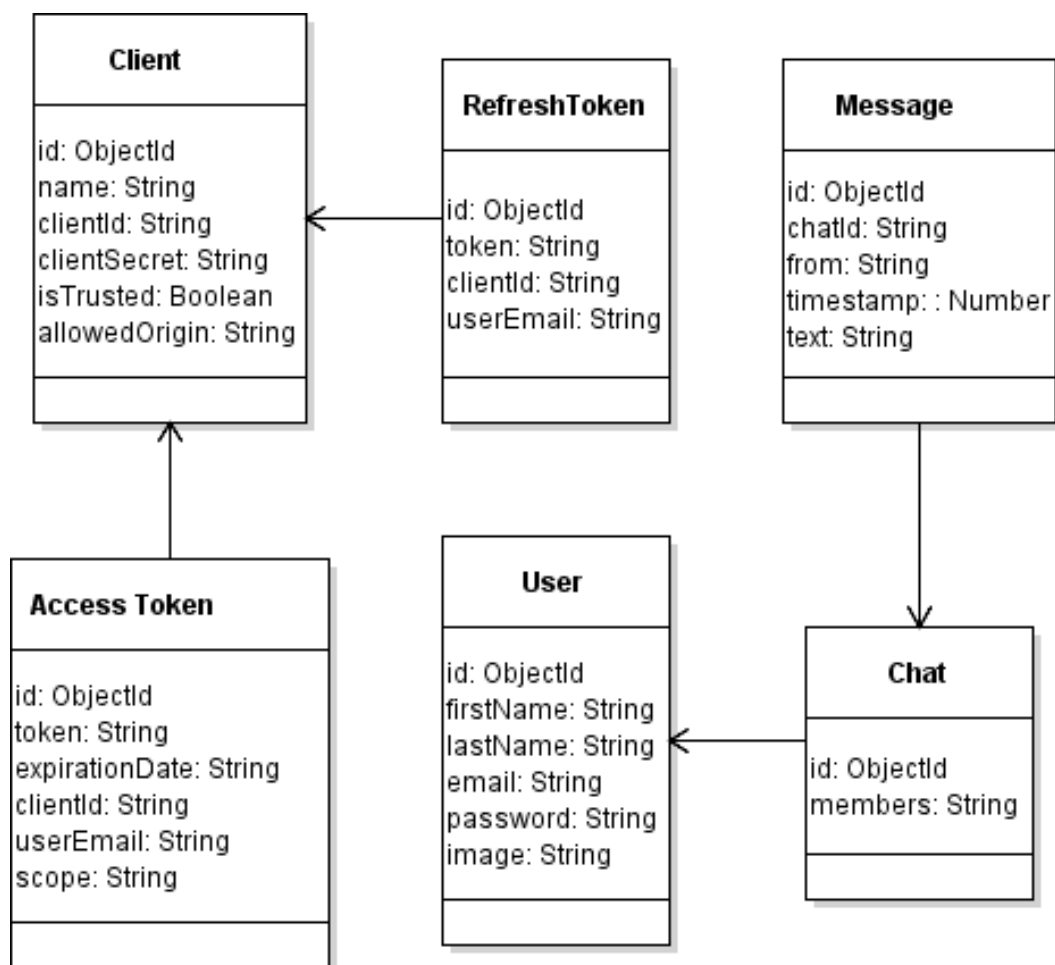 Client
id: ObjectId
name: String
clientId: String
clientSecret: String
isTrusted: Boolean
allowedOrigin: String
RefreshToken
id: ObjectId
token: String
clientId: String
userEmail: String
Message
id: ObjectId
chatId: String
from: String
timestamp: : Number
text: String
Access Token
id: ObjectId
token: String
expirationDate: String
clientId: String
userEmail: String
scope: String
User
id: ObjectId
firstName: String
lastName: String
email: String
password: String
image: String
Chat
id: ObjectId
members: String